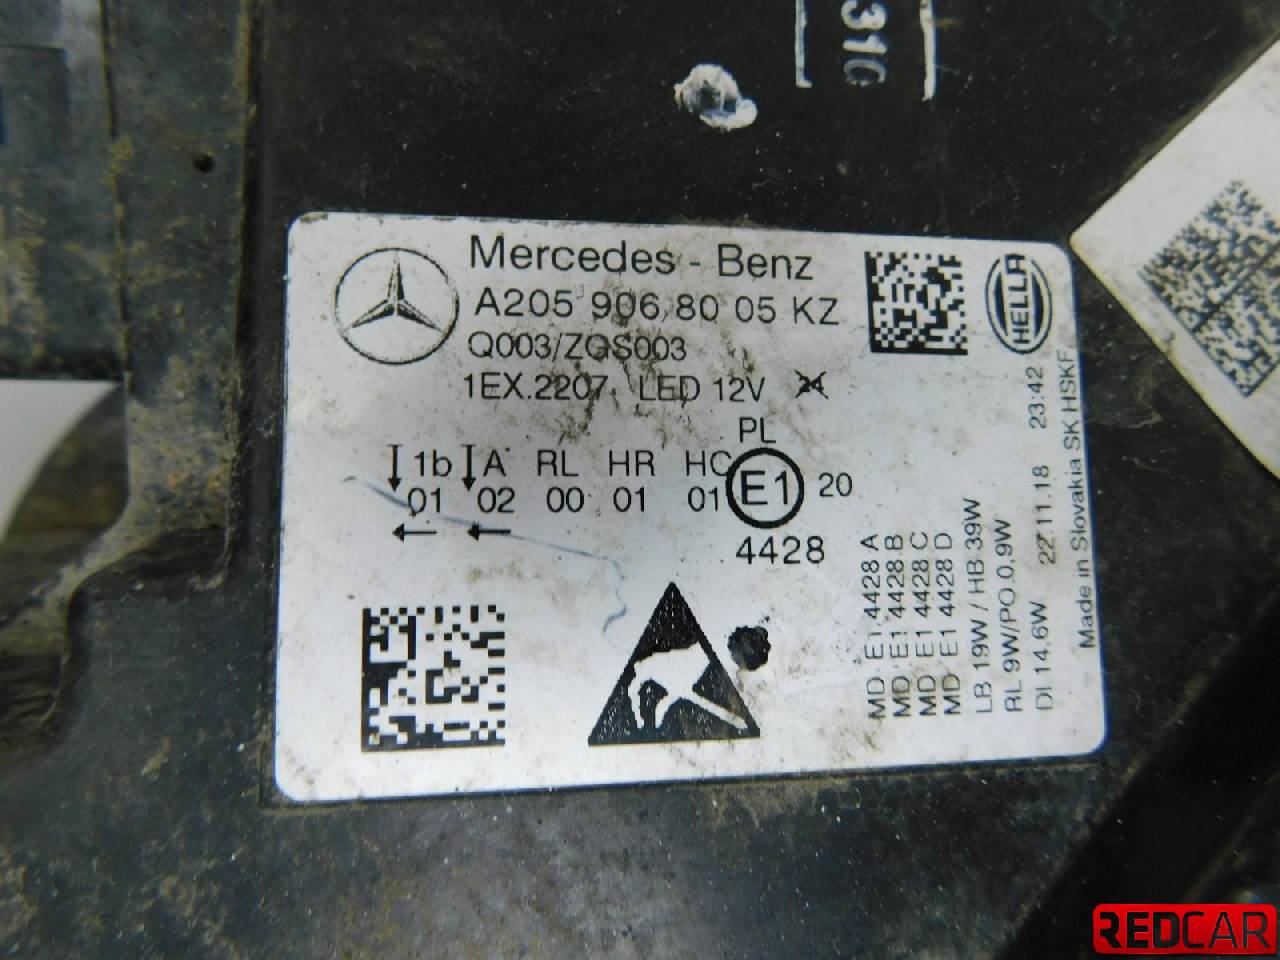 311C
Mercedes-Benz
A205 906 80 05 KZ
Q003/ZGS003
1EX.2207. LED 12V 24
HELLA
PL
1b A RL HR HC
01 02 00 01 01
E1 20
4428
MD E1 4428 A
MD E1 4428 B
MD E1 4428 C
MD E1 4428 D
LB 19W / HB 39W
RL 9W/PO.0,9W
DI 14,6W 22.11.18 23:42
Made in Slovakia SK HSKF
REDCAR